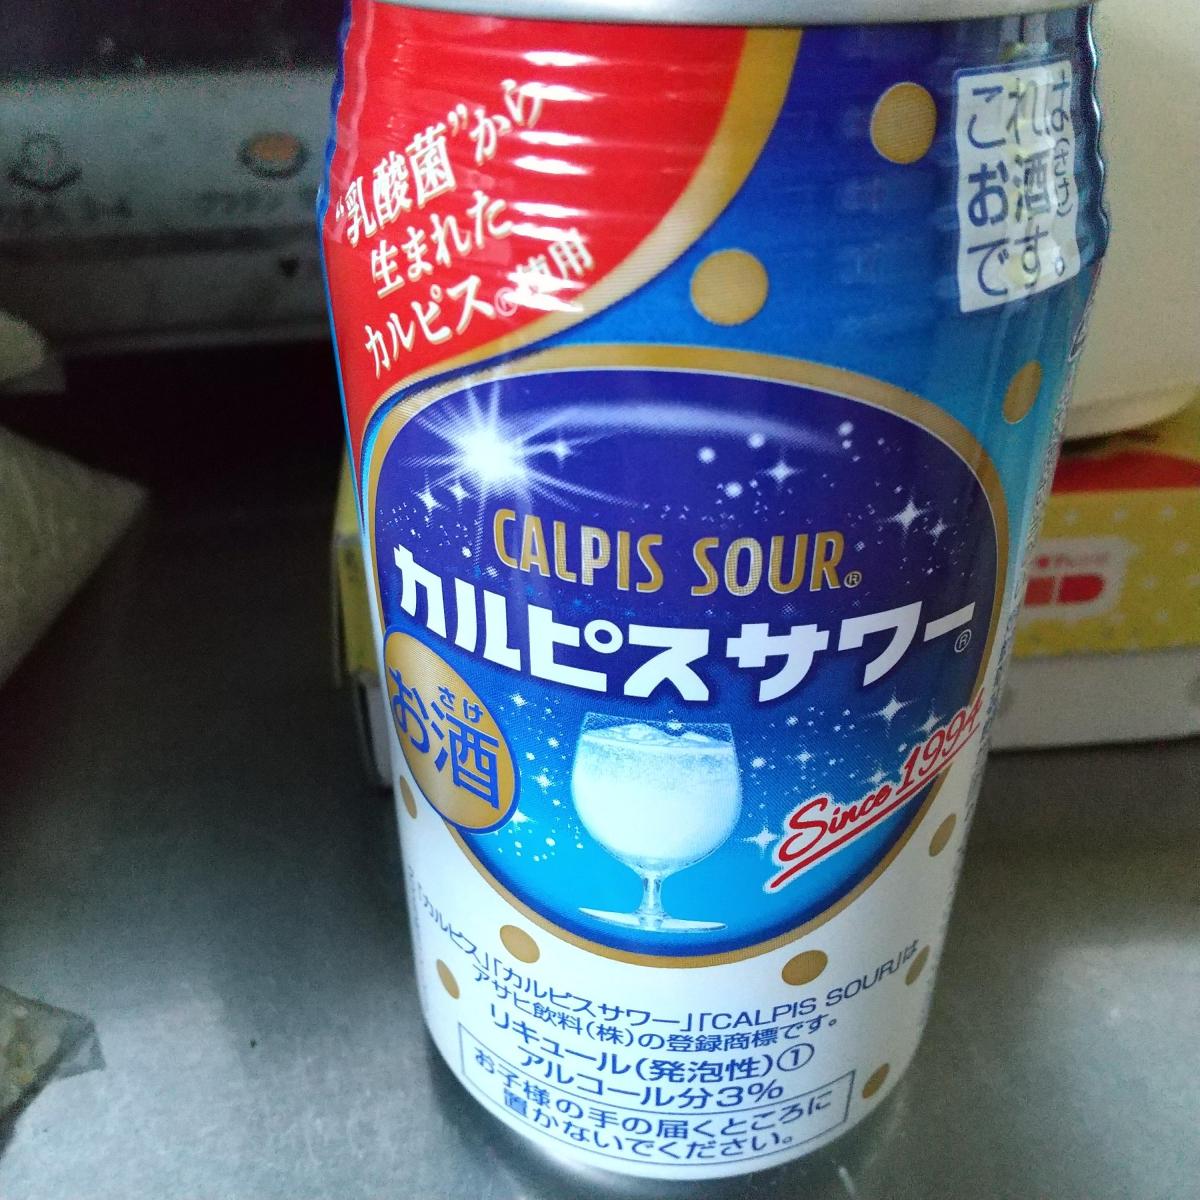 “乳酸菌”から
生まれた
カルピス®使用
これは
お酒(さけ)
です。
CALPIS SOUR®
カルピスサワー®
お酒
さけ
Since 1994
「カルピス」「カルピスサワー」「CALPIS SOUR」は
アサヒ飲料(株)の登録商標です。
リキュール(発泡性)①
アルコール分3%
お子様の手の届くところに
置かないでください。